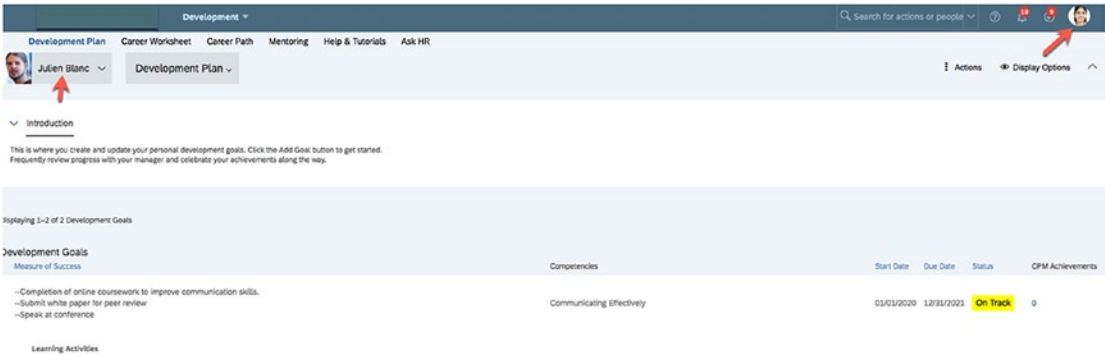 Development
Search for actions or people
19
9
Development Plan Career Worksheet Career Path Mentoring Help & Tutorials Ask HR
Julien Blanc Development Plan
Actions Display Options
Introduction
This is where you create and update your personal development goals. Click the Add Goal button to get started.
Frequently review progress with your manager and celebrate your achievements along the way.
isplaying 1–2 of 2 Development Goals
Development Goals
Measure of Success Competencies Start Date Due Date Status CPM Achievements
--Completion of online coursework to improve communication skills.
--Submit white paper for peer review
--Speak at conference
Communicating Effectively 01/01/2020 12/31/2021 On Track 0
Learning Activities